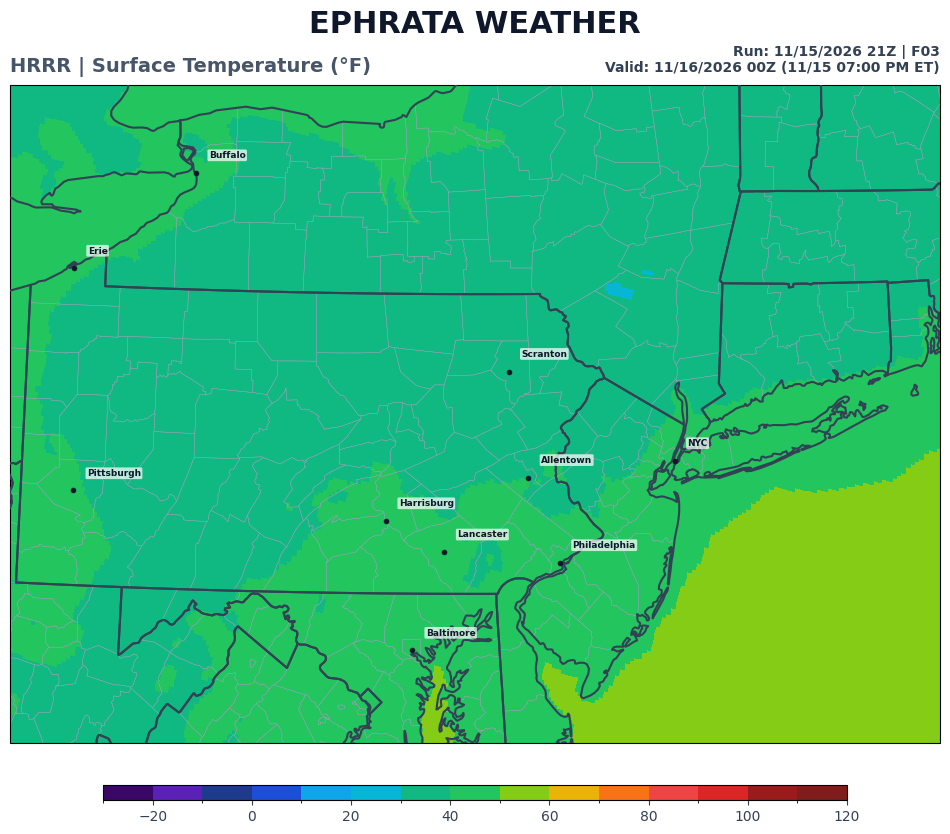 EPHRATA WEATHER
HRRR | Surface Temperature (°F)
Run: 11/15/2026 21Z | F03
Valid: 11/16/2026 00Z (11/15 07:00 PM ET)
Buffalo
Erie
Scranton
NYC
Allentown
Pittsburgh
Harrisburg
Lancaster
Philadelphia
Baltimore
−20 0 20 40 60 80 100 120